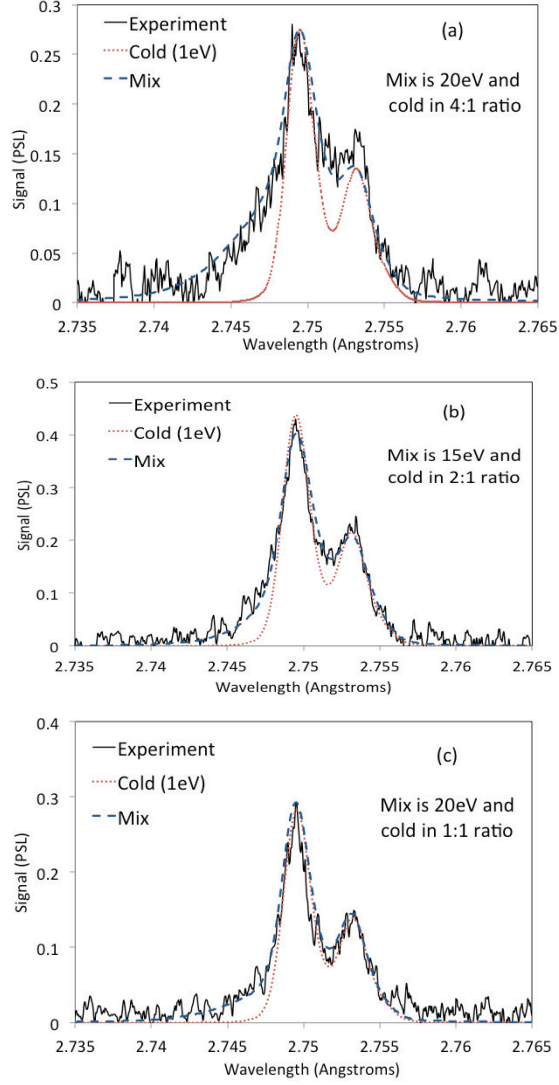 0.3
0.25
0.2
0.15
0.1
0.05
0
Signal (PSL)
Experiment
Cold (1eV)
Mix
(a)
Mix is 20eV and
cold in 4:1 ratio
2.735 2.74 2.745 2.75 2.755 2.76 2.765
Wavelength (Angstroms)
0.5
0.4
0.3
0.2
0.1
0
Signal (PSL)
Experiment
Cold (1eV)
Mix
(b)
Mix is 15eV and
cold in 2:1 ratio
2.735 2.74 2.745 2.75 2.755 2.76 2.765
Wavelength (Angstroms)
0.4
0.3
0.2
0.1
0
Signal (PSL)
Experiment
Cold (1eV)
Mix
(c)
Mix is 20eV and
cold in 1:1 ratio
2.735 2.74 2.745 2.75 2.755 2.76 2.765
Wavelength (Angstroms)